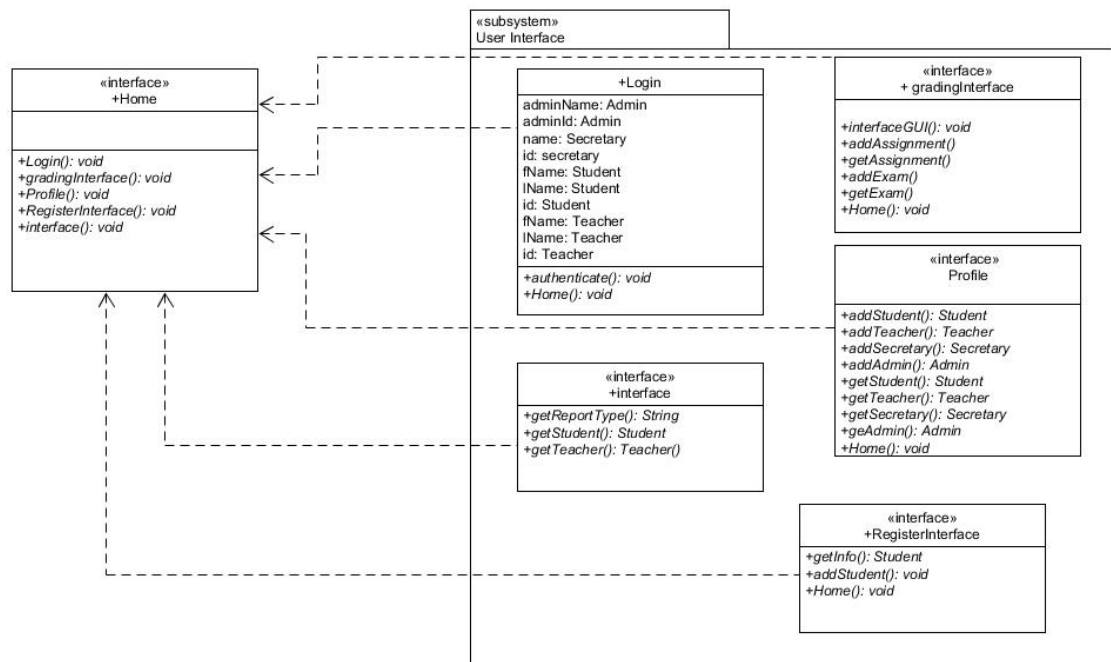 «subsystem»
User Interface
«interface»
+Home
+Login(): void
+gradingInterface(): void
+Profile(): void
+RegisterInterface(): void
+interface(): void
+Login
adminName: Admin
adminId: Admin
name: Secretary
id: secretary
fName: Student
lName: Student
id: Student
fName: Teacher
lName: Teacher
id: Teacher
+authenticate(): void
+Home(): void
«interface»
+ gradingInterface
+interfaceGUI(): void
+addAssignment()
+getAssignment()
+addExam()
+getExam()
+Home(): void
«interface»
Profile
+addStudent(): Student
+addTeacher(): Teacher
+addSecretary(): Secretary
+addAdmin(): Admin
+getStudent(): Student
+getTeacher(): Teacher
+getSecretary(): Secretary
+geAdmin(): Admin
+Home(): void
«interface»
+interface
+getReportType(): String
+getStudent(): Student
+getTeacher(): Teacher()
«interface»
+RegisterInterface
+getInfo(): Student
+addStudent(): void
+Home(): void